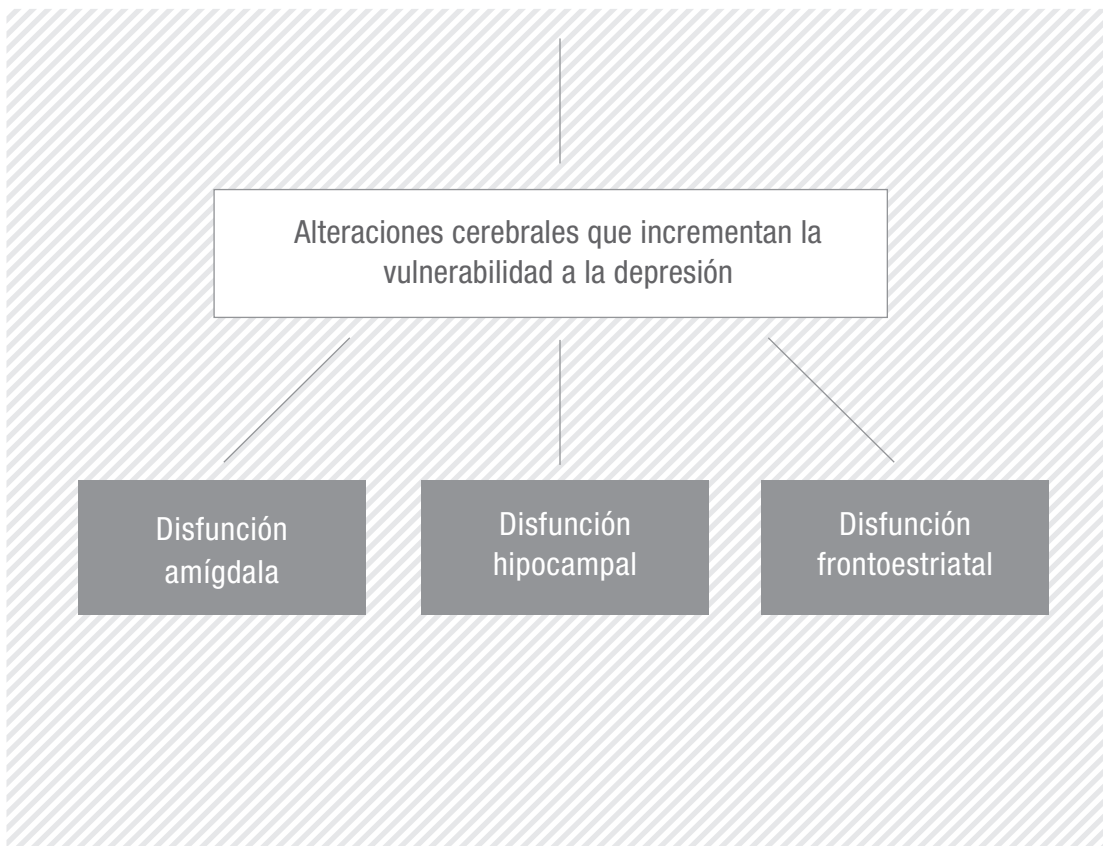 Alteraciones cerebrales que incrementan la
vulnerabilidad a la depresión
Disfunción
amígdala
Disfunción
hipocampal
Disfunción
frontoestriatal